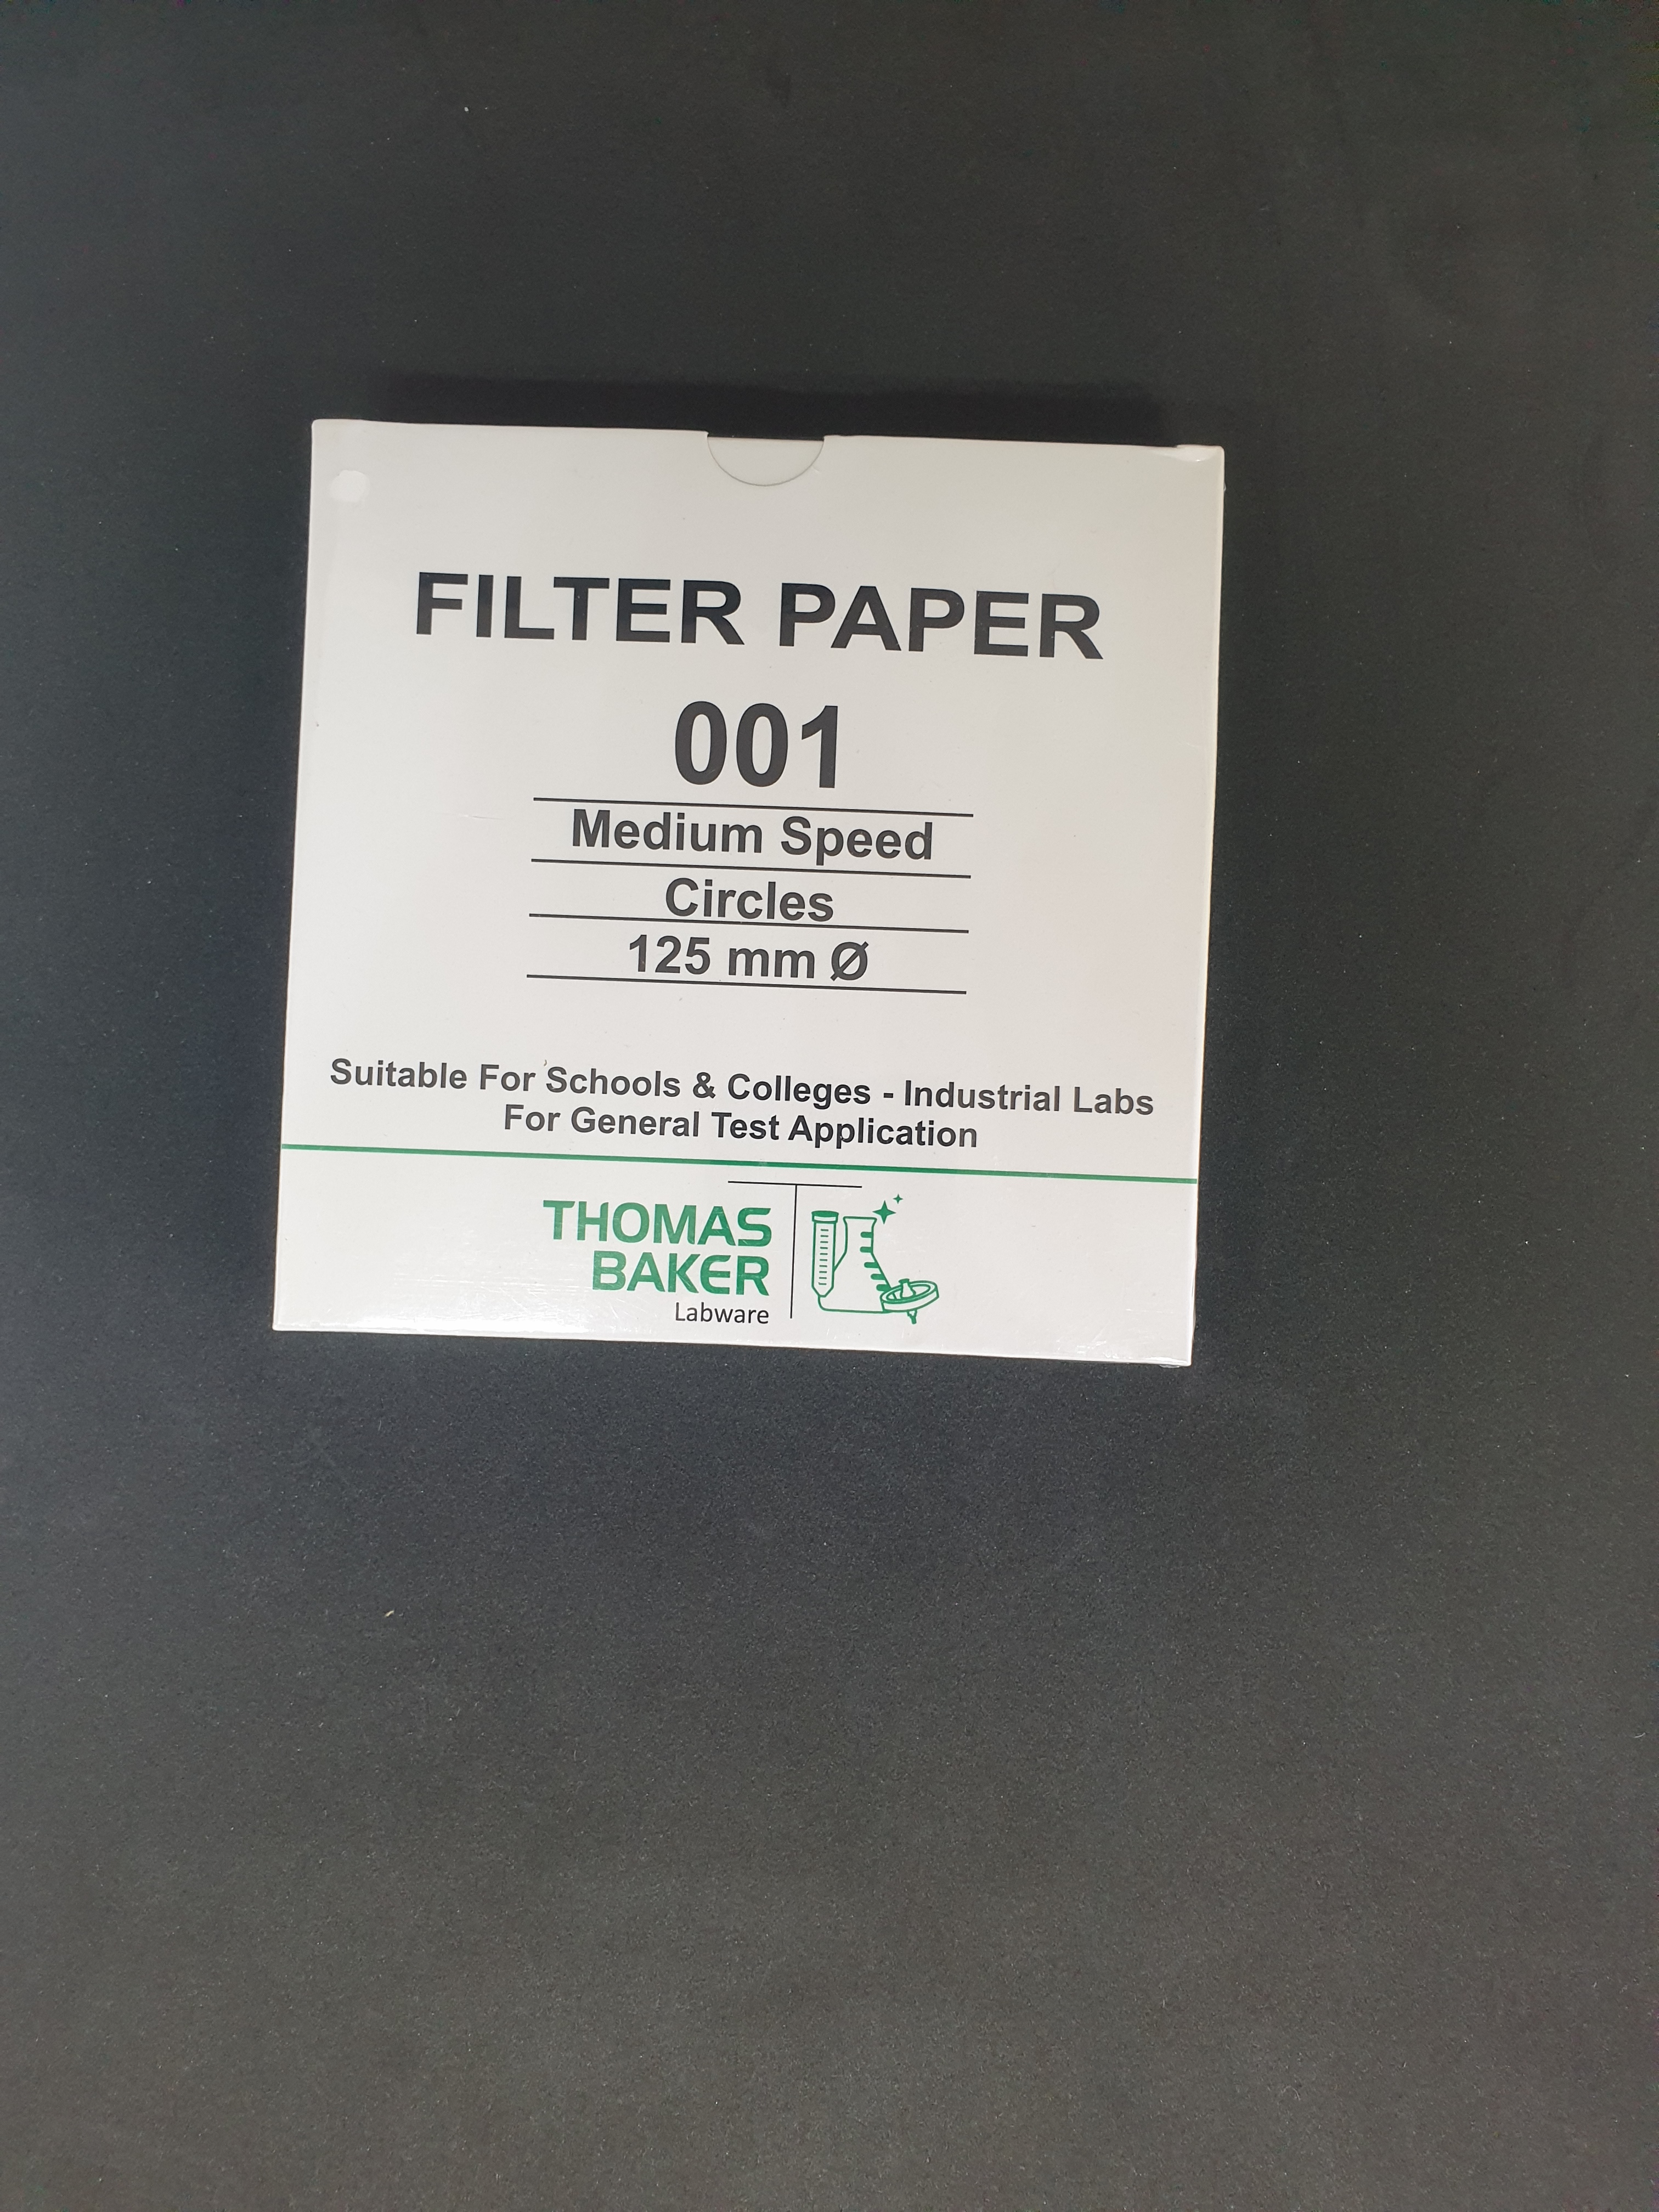 FILTER PAPER
001
Medium Speed
Circles
125 mm Ø
Suitable For Schools & Colleges - Industrial Labs
For General Test Application
THOMAS
BAKER
Labware